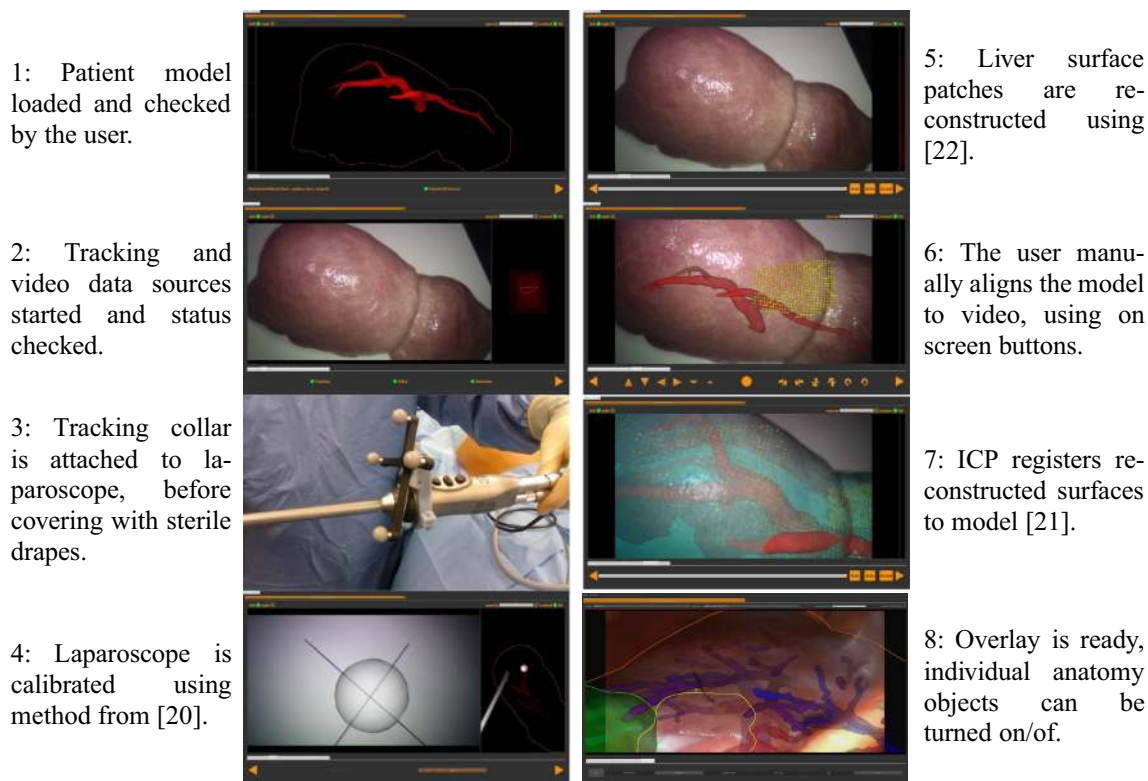 1: Patient model
loaded and checked
by the user.
2: Tracking and
video data sources
started and status
checked.
3: Tracking collar
is attached to la-
paroscope, before
covering with sterile
drapes.
4: Laparoscope is
calibrated using
method from [20].
5: Liver surface
patches are re-
constructed using
[22].
6: The user manu-
ally aligns the model
to video, using on
screen buttons.
7: ICP registers re-
constructed surfaces
to model [21].
8: Overlay is ready,
individual anatomy
objects can be
turned on/of.